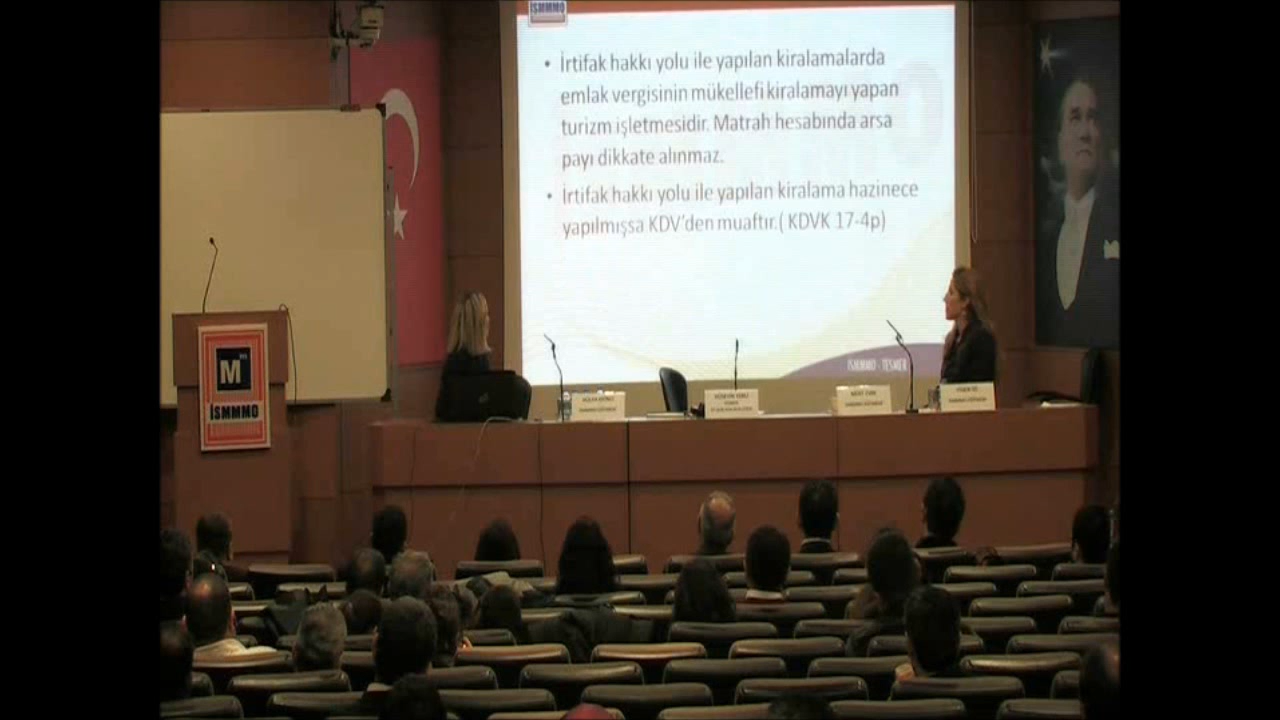 İSMMMO
• İrtifak hakkı yolu ile yapılan kiralamalarda
emlak vergisinin mükellefi kiralamayı yapan
turizm işletmesidir. Matrah hesabında arsa
payı dikkate alınmaz.
• İrtifak hakkı yolu ile yapılan kiralama hazinece
yapılmışsa KDV'den muaftır.( KDVK 17-4p)
İSMMMO - TESMER
M
İSMMMO